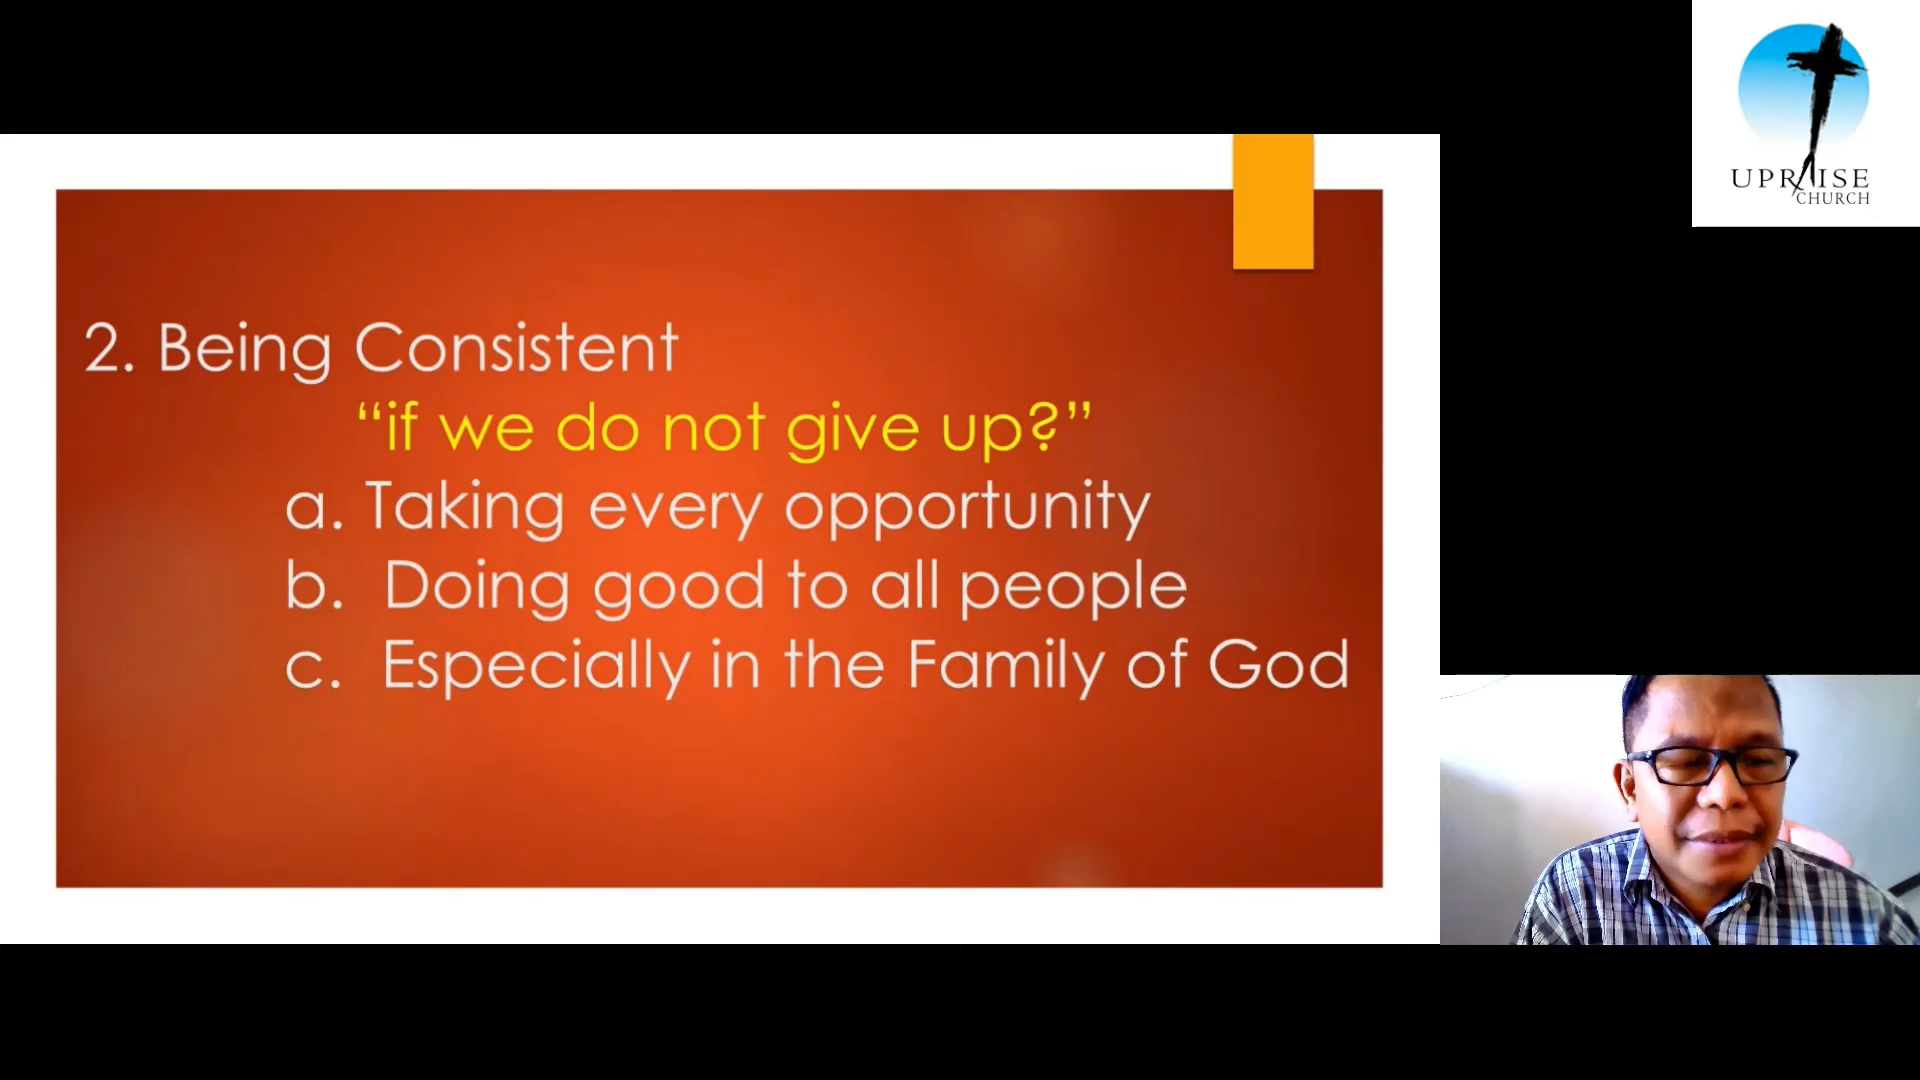 2. Being Consistent
“if we do not give up?”
a. Taking every opportunity
b. Doing good to all people
c. Especially in the Family of God
UPRAISE
CHURCH